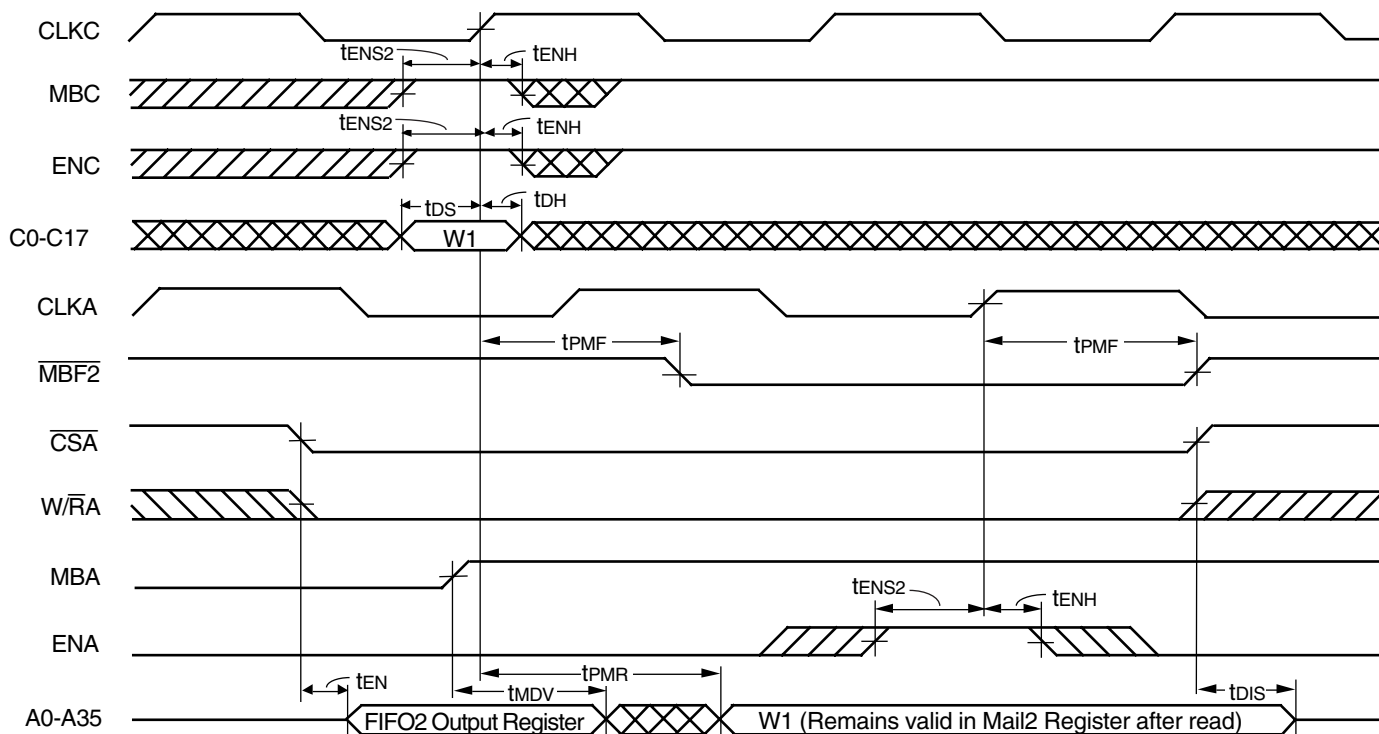 CLKC
tENS2 tENH
MBC
tENS2 tENH
ENC
tDS tDH
C0-C17 W1
CLKA
tPMF tPMF
MBF2
CSA
W/RA
MBA
tENS2 tENH
ENA
tEN tPMR tMDV tDIS
A0-A35 FIFO2 Output Register W1 (Remains valid in Mail2 Register after read)